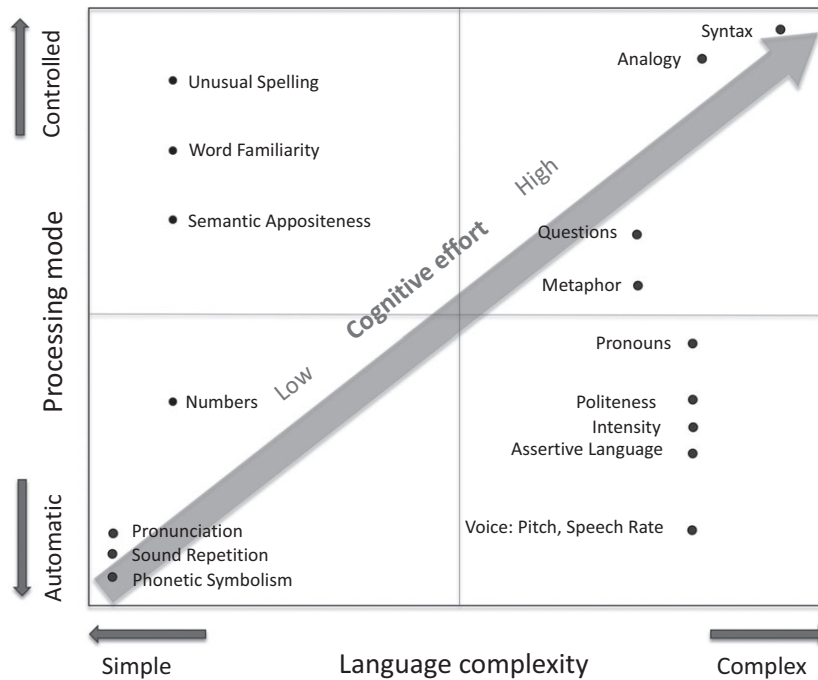 Controlled
Processing mode
Automatic
Syntax
Analogy
Unusual Spelling
Word Familiarity
High
Semantic Appositeness
Questions
Cognitive effort
Metaphor
Pronouns
Low
Numbers
Politeness
Intensity
Assertive Language
Voice: Pitch, Speech Rate
Pronunciation
Sound Repetition
Phonetic Symbolism
Simple
Language complexity
Complex